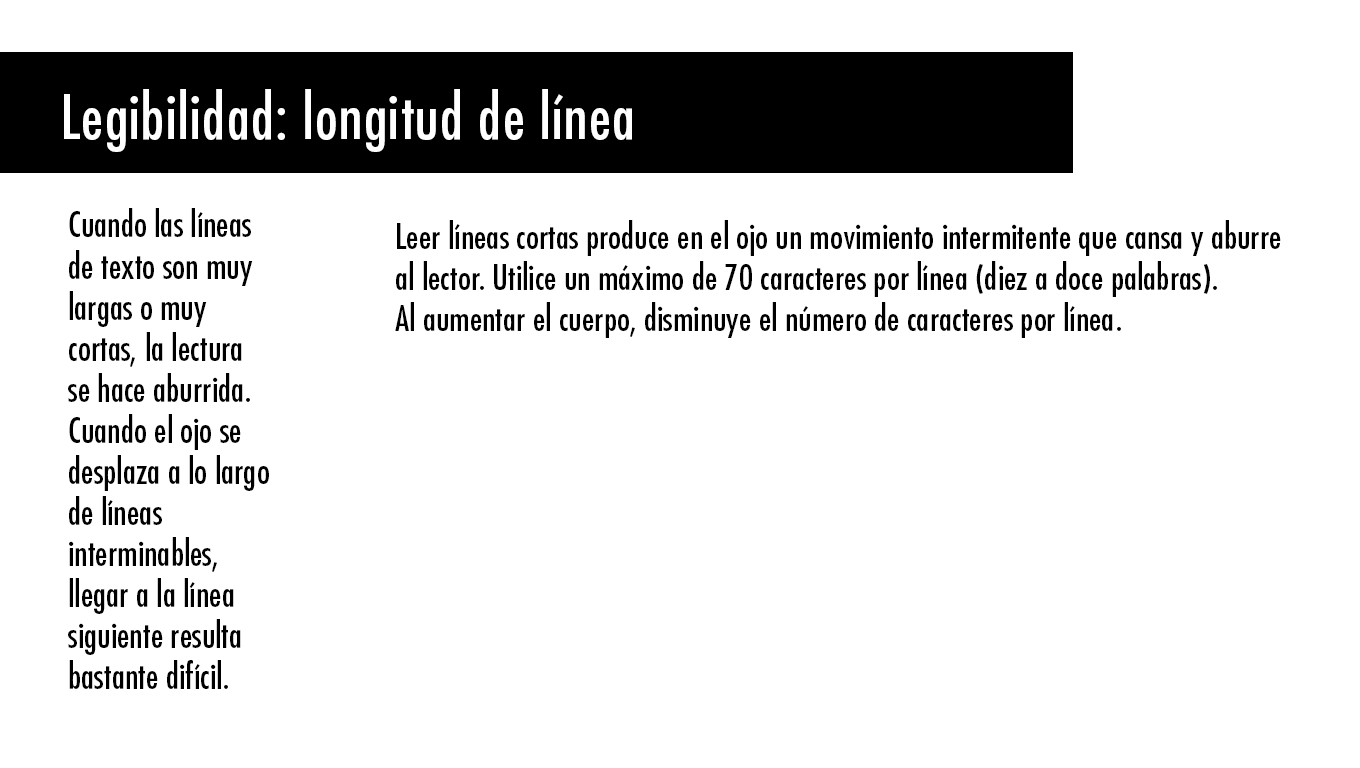 Legibilidad: longitud de línea
Cuando las líneas
de texto son muy
largas o muy
cortas, la lectura
se hace aburrida.
Cuando el ojo se
desplaza a lo largo
de líneas
interminables,
llegar a la línea
siguiente resulta
bastante difícil.
Leer líneas cortas produce en el ojo un movimiento intermitente que cansa y aburre
al lector. Utilice un máximo de 70 caracteres por línea (diez a doce palabras).
Al aumentar el cuerpo, disminuye el número de caracteres por línea.